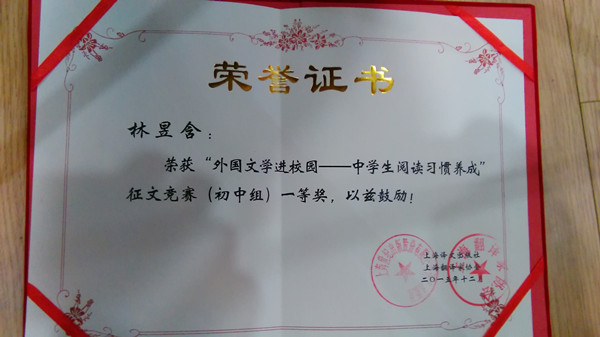 荣誉证书
林昱含：
荣获“外国文学进校园——中学生阅读习惯养成”
征文竞赛（初中组）一等奖，以兹鼓励！
上海译文出版社
上海翻译家协会
二〇一五年十二月